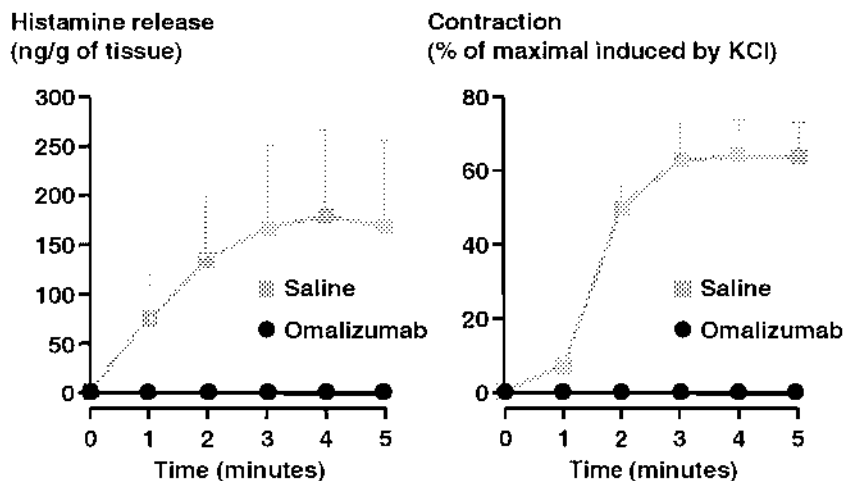 Histamine release
(ng/g of tissue)
300
250
200
150
100
50
0
Saline
Omalizumab
0 1 2 3 4 5
Time (minutes)
Contraction
(% of maximal induced by KCl)
80
60
40
20
0
Saline
Omalizumab
0 1 2 3 4 5
Time (minutes)